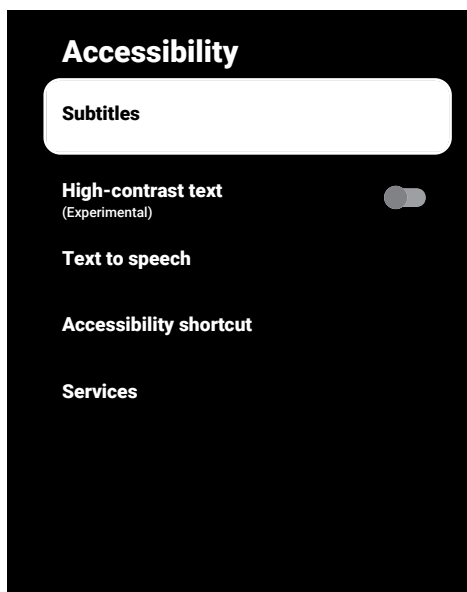 Accessibility
Subtitles
High-contrast text
(Experimental)
Text to speech
Accessibility shortcut
Services